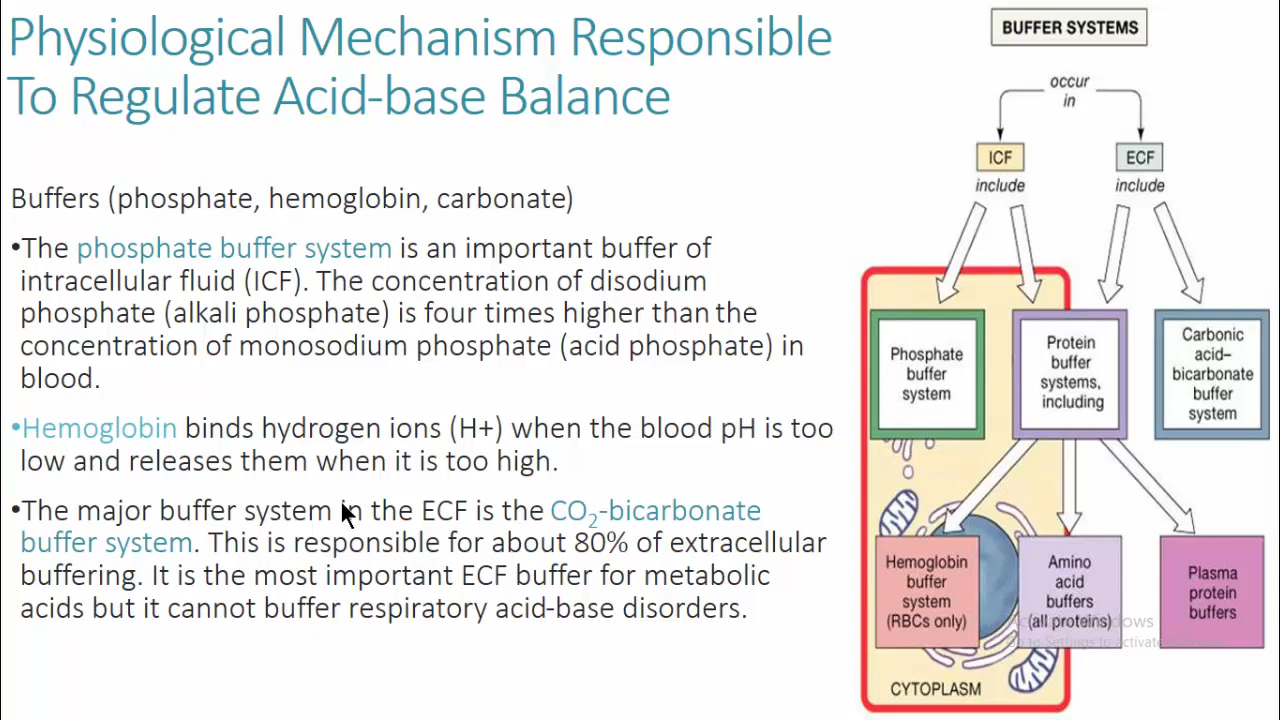 Physiological Mechanism Responsible
To Regulate Acid-base Balance
Buffers (phosphate, hemoglobin, carbonate)
•The phosphate buffer system is an important buffer of
intracellular fluid (ICF). The concentration of disodium
phosphate (alkali phosphate) is four times higher than the
concentration of monosodium phosphate (acid phosphate) in
blood.
•Hemoglobin binds hydrogen ions (H+) when the blood pH is too
low and releases them when it is too high.
•The major buffer system in the ECF is the CO₂-bicarbonate
buffer system. This is responsible for about 80% of extracellular
buffering. It is the most important ECF buffer for metabolic
acids but it cannot buffer respiratory acid-base disorders.
BUFFER SYSTEMS
occur
in
ICF
ECF
include
include
Phosphate
buffer
system
Protein
buffer
systems,
including
Carbonic
acid–
bicarbonate
buffer
system
Hemoglobin
buffer
system
(RBCs only)
Amino
acid
buffers
(all proteins)
Plasma
protein
buffers
CYTOPLASM